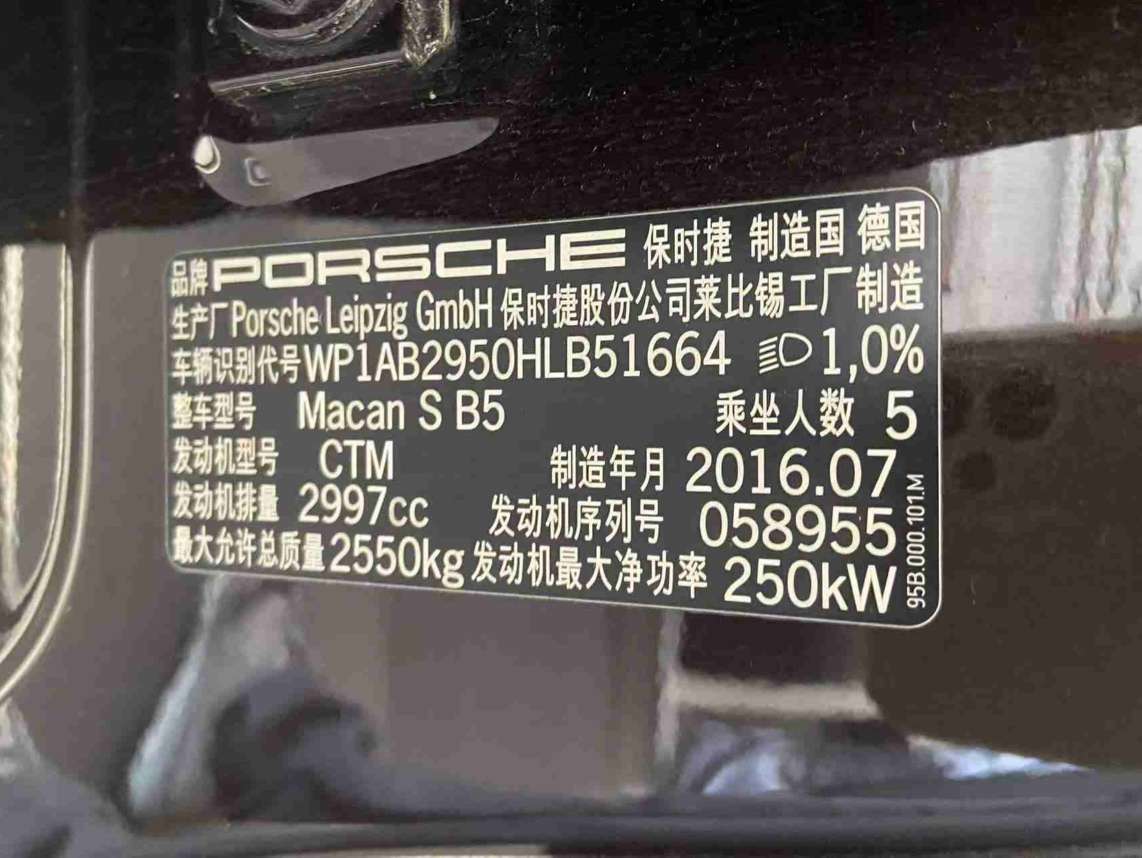 品牌 PORSCHE 保时捷 制造国 德国
生产厂 Porsche Leipzig GmbH 保时捷股份公司莱比锡工厂制造
车辆识别代号 WP1AB2950HLB51664 1,0%
整车型号 Macan S B5 乘坐人数 5
发动机型号 CTM 制造年月 2016.07
发动机排量 2997cc 发动机序列号 058955
最大允许总质量 2550kg 发动机最大净功率 250kW
95B.000.101.M